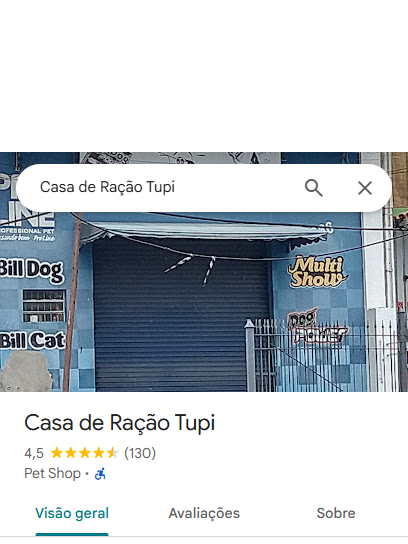 Casa de Ração Tupi
LINE
PROFESSIONAL PET
Bill Dog
Multi
Show
DOG
POWER
Bill Cat
Casa de Ração Tupi
4,5 (130)
Pet Shop ·
Visão geral
Avaliações
Sobre